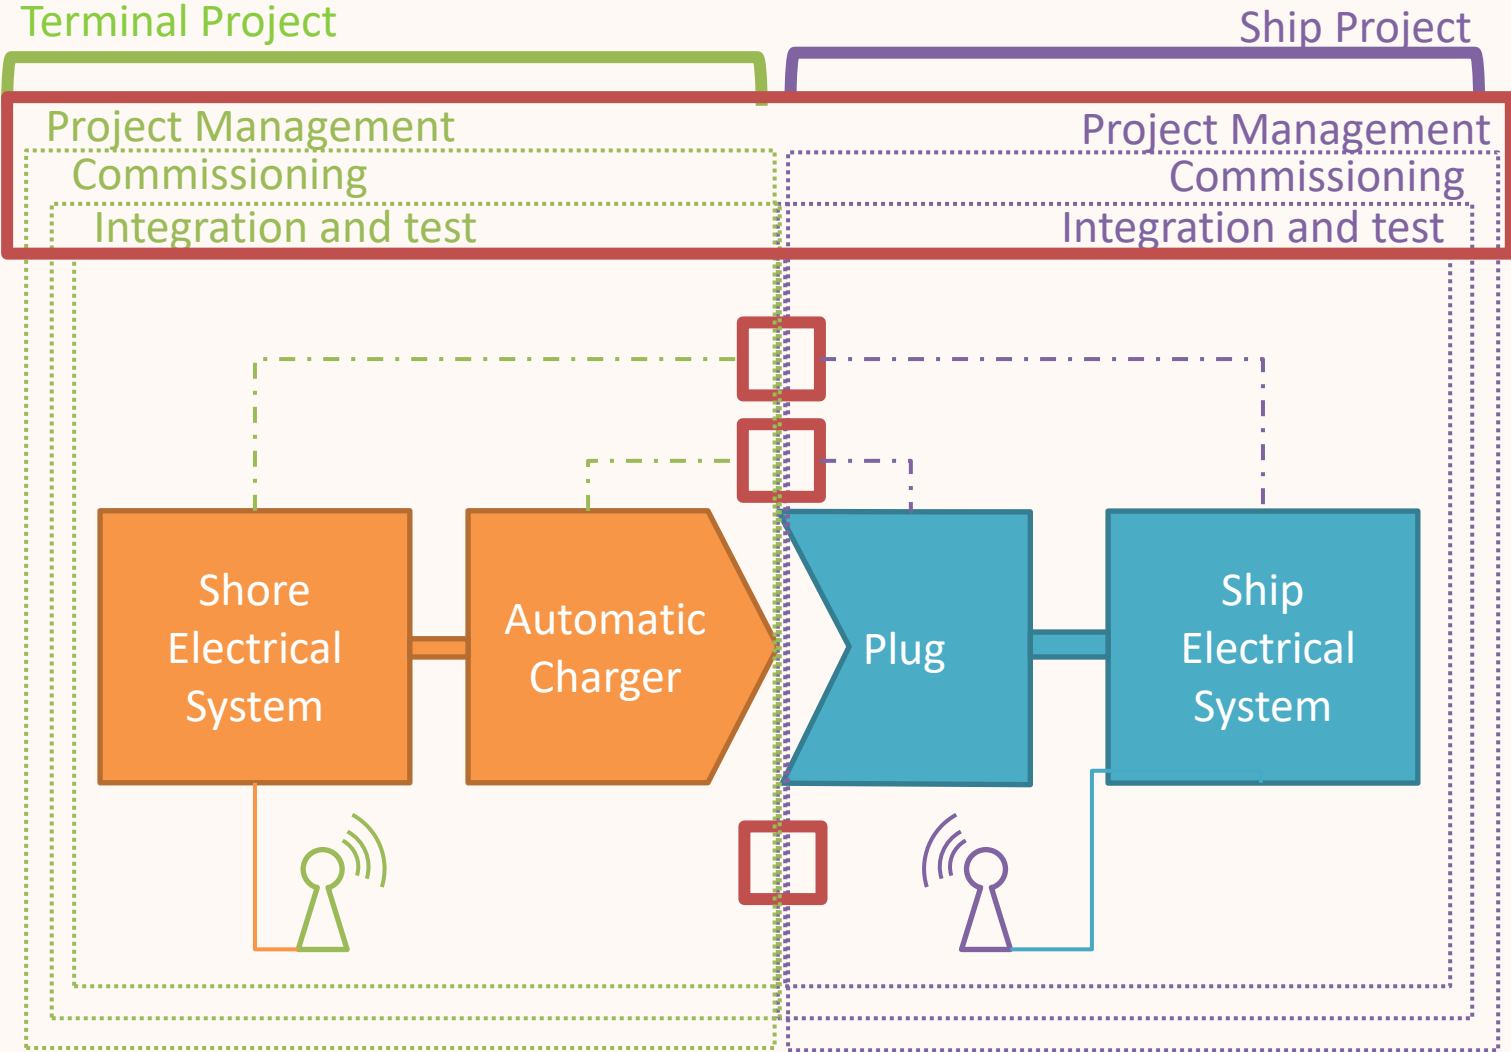 Terminal Project
Ship Project
Project Management
Commissioning
Integration and test
Project Management
Commissioning
Integration and test
Shore
Electrical
System
Automatic
Charger
Plug
Ship
Electrical
System